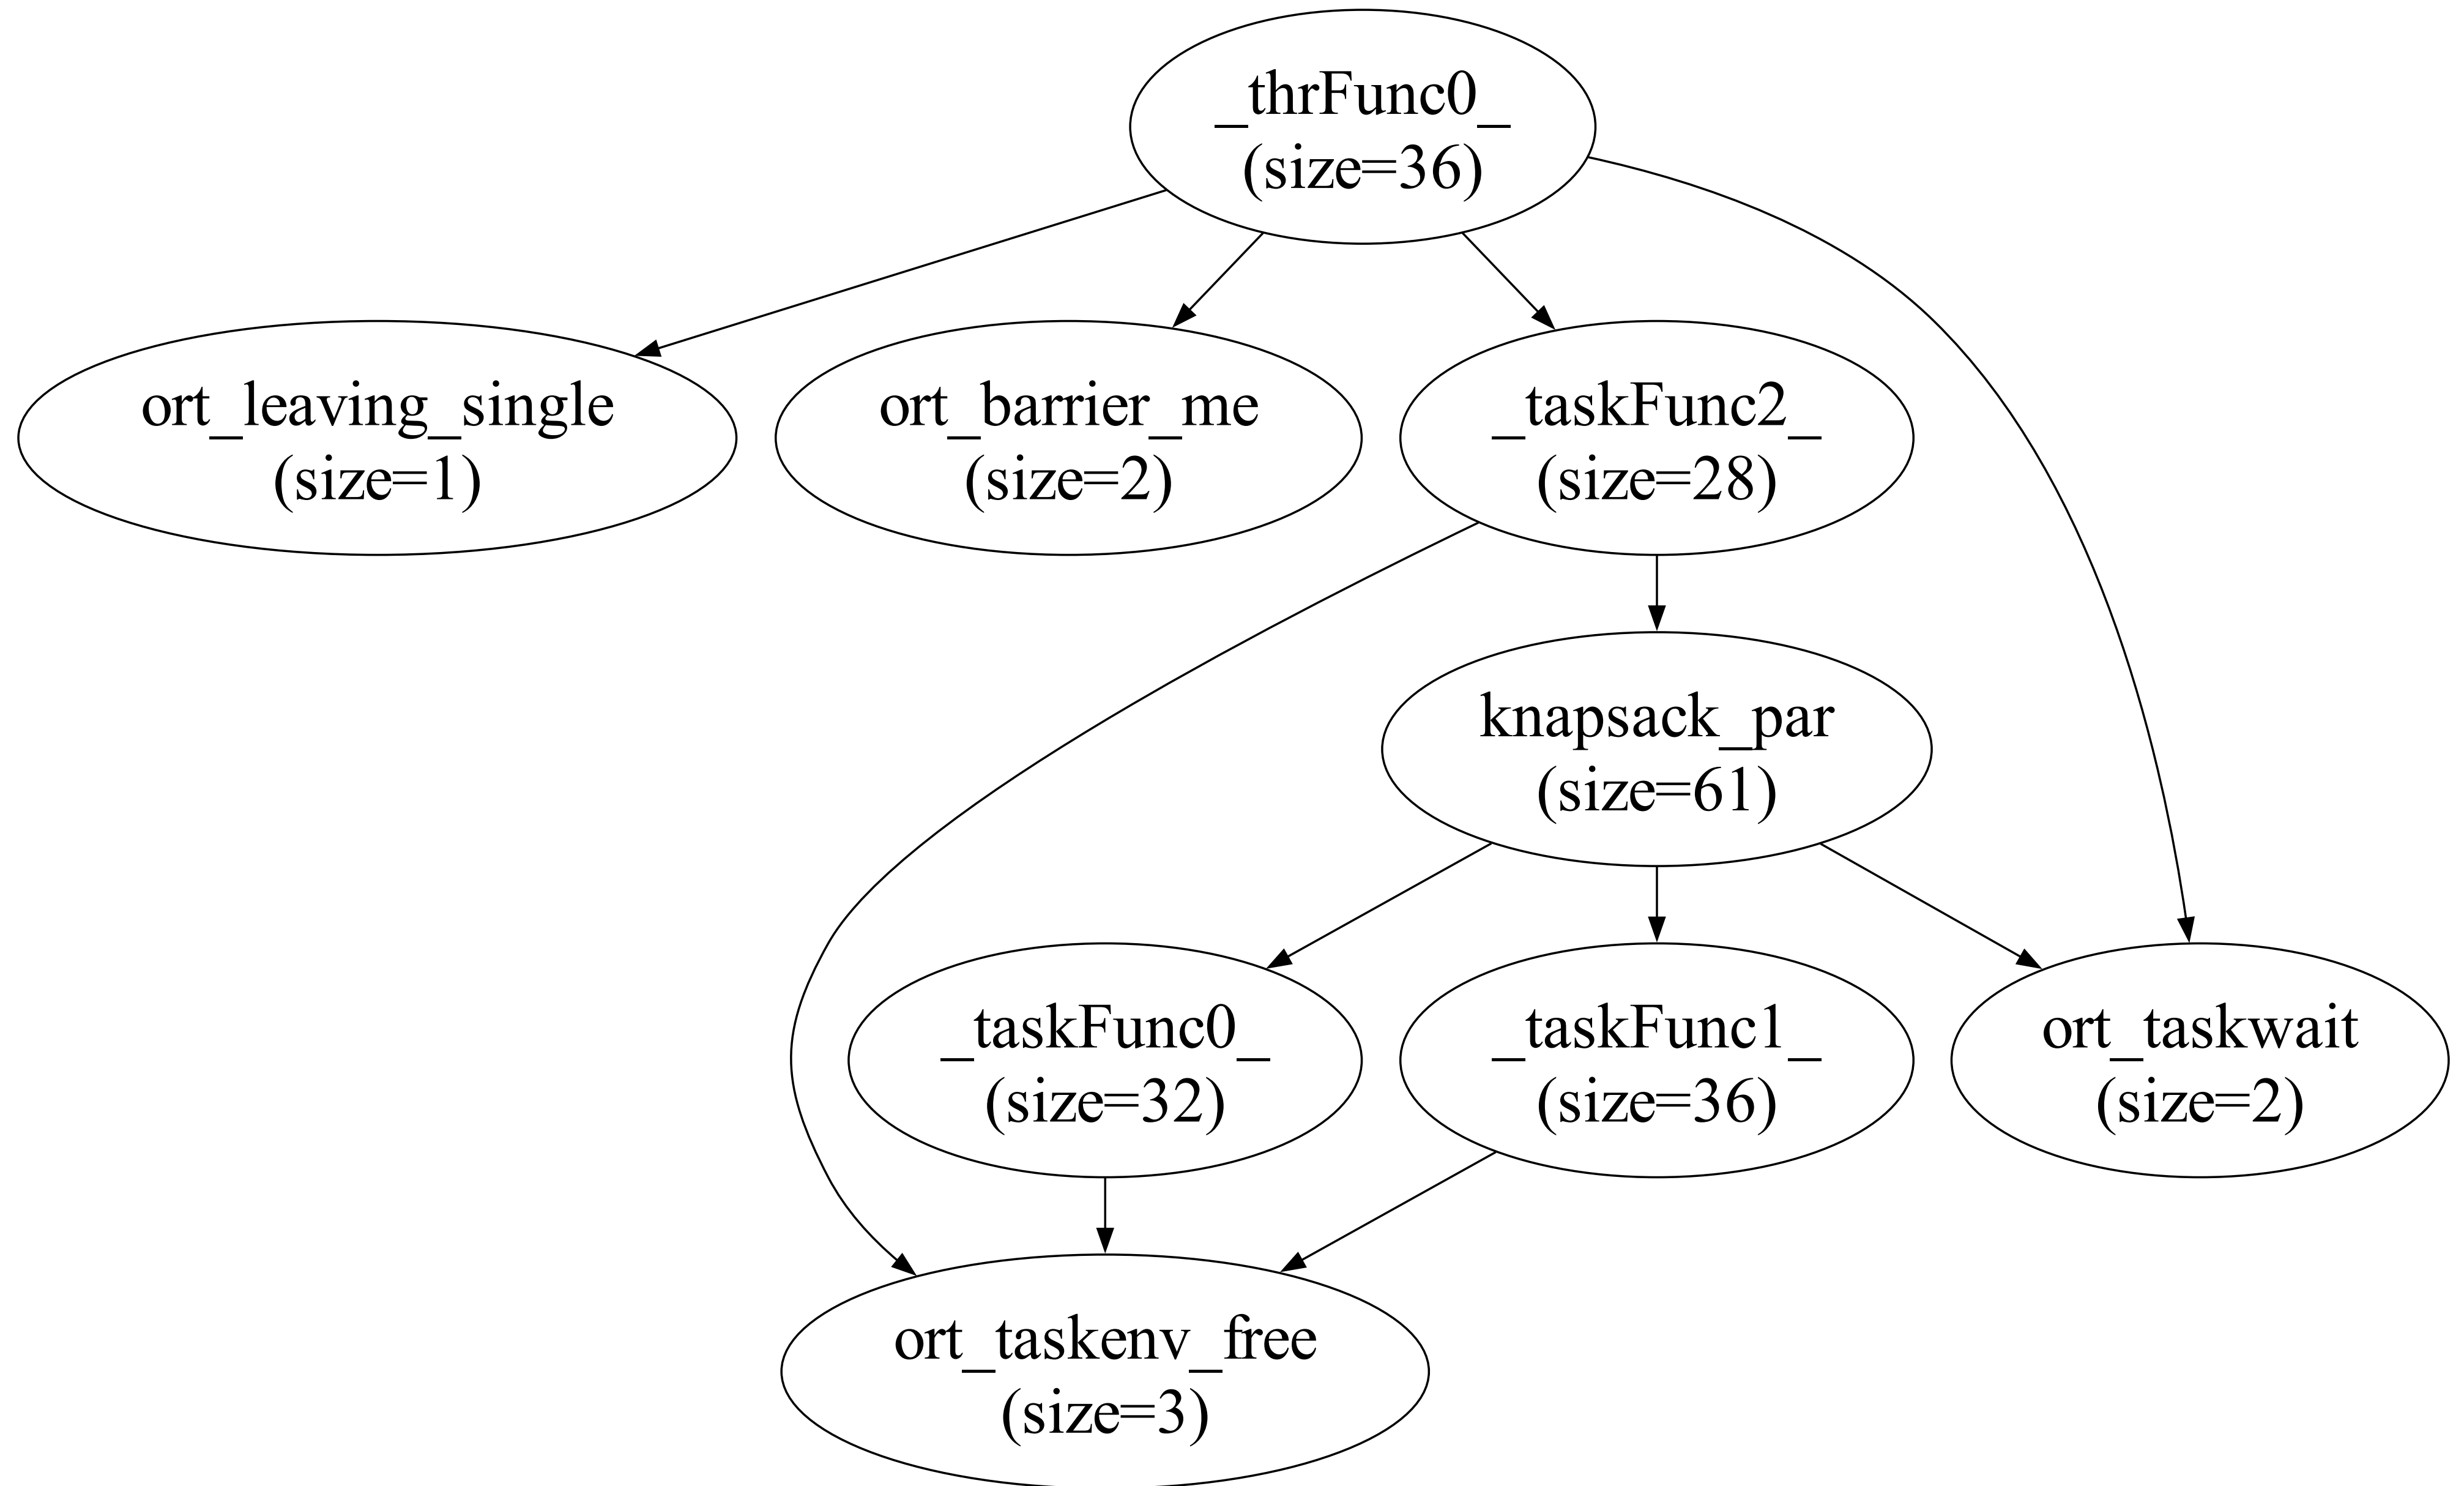 _thrFunc0_
(size=36)
ort_leaving_single
(size=1)
ort_barrier_me
(size=2)
_taskFunc2_
(size=28)
knapsack_par
(size=61)
_taskFunc0_
(size=32)
_taskFunc1_
(size=36)
ort_taskwait
(size=2)
ort_taskenv_free
(size=3)